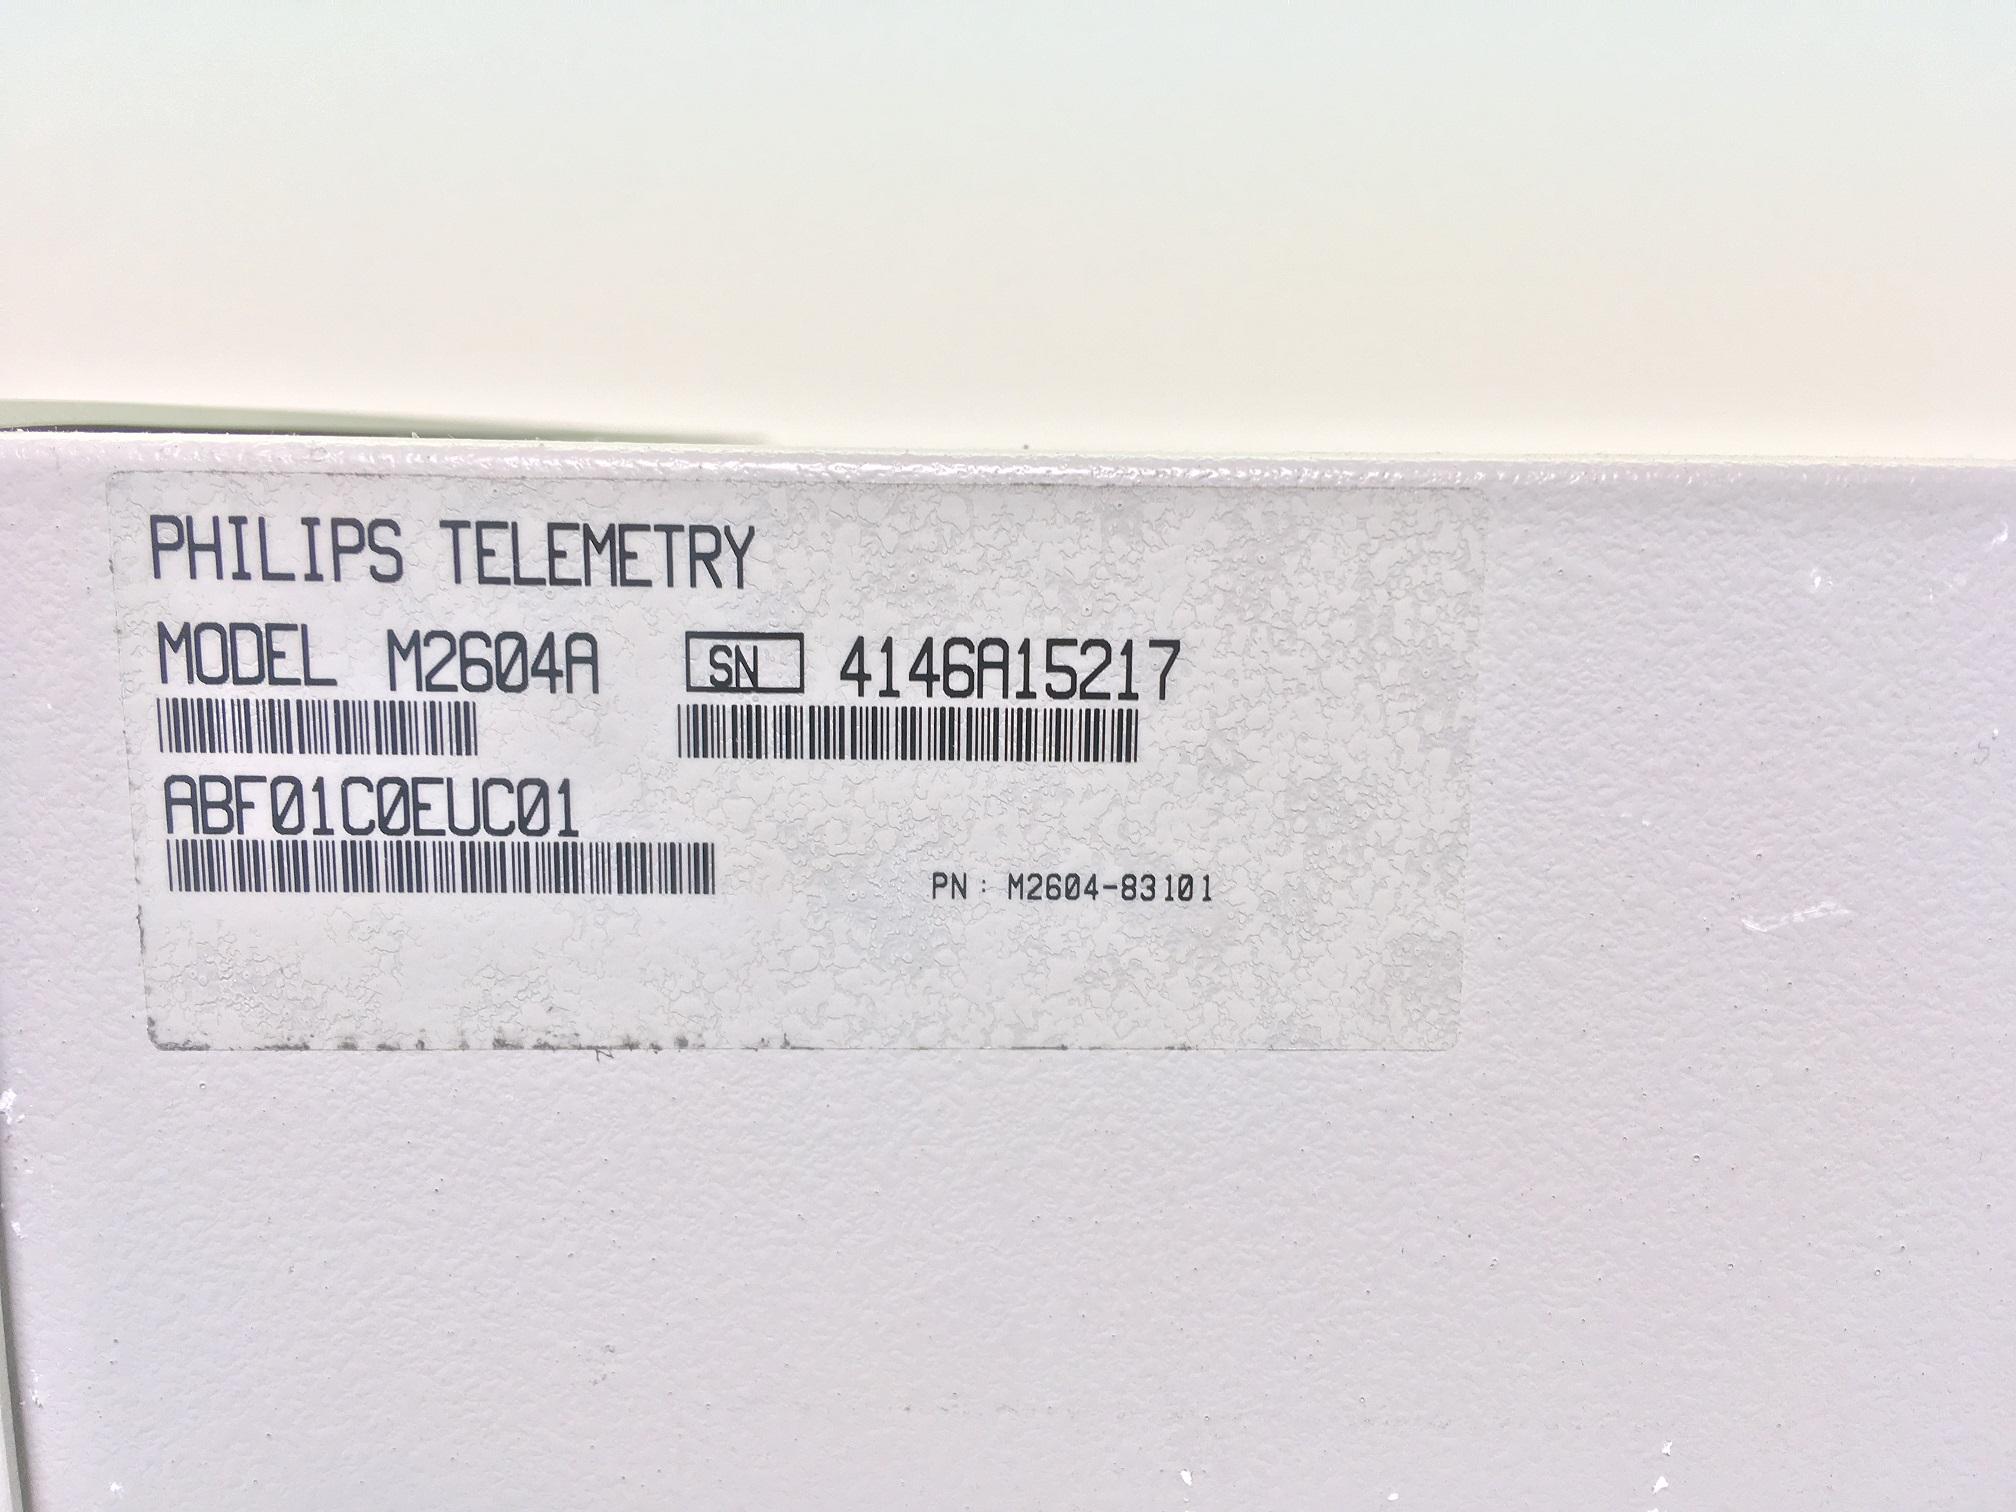 PHILIPS TELEMETRY
MODEL M2604A SN 4146A15217
ABF01C0EUC01
PN: M2604-83101